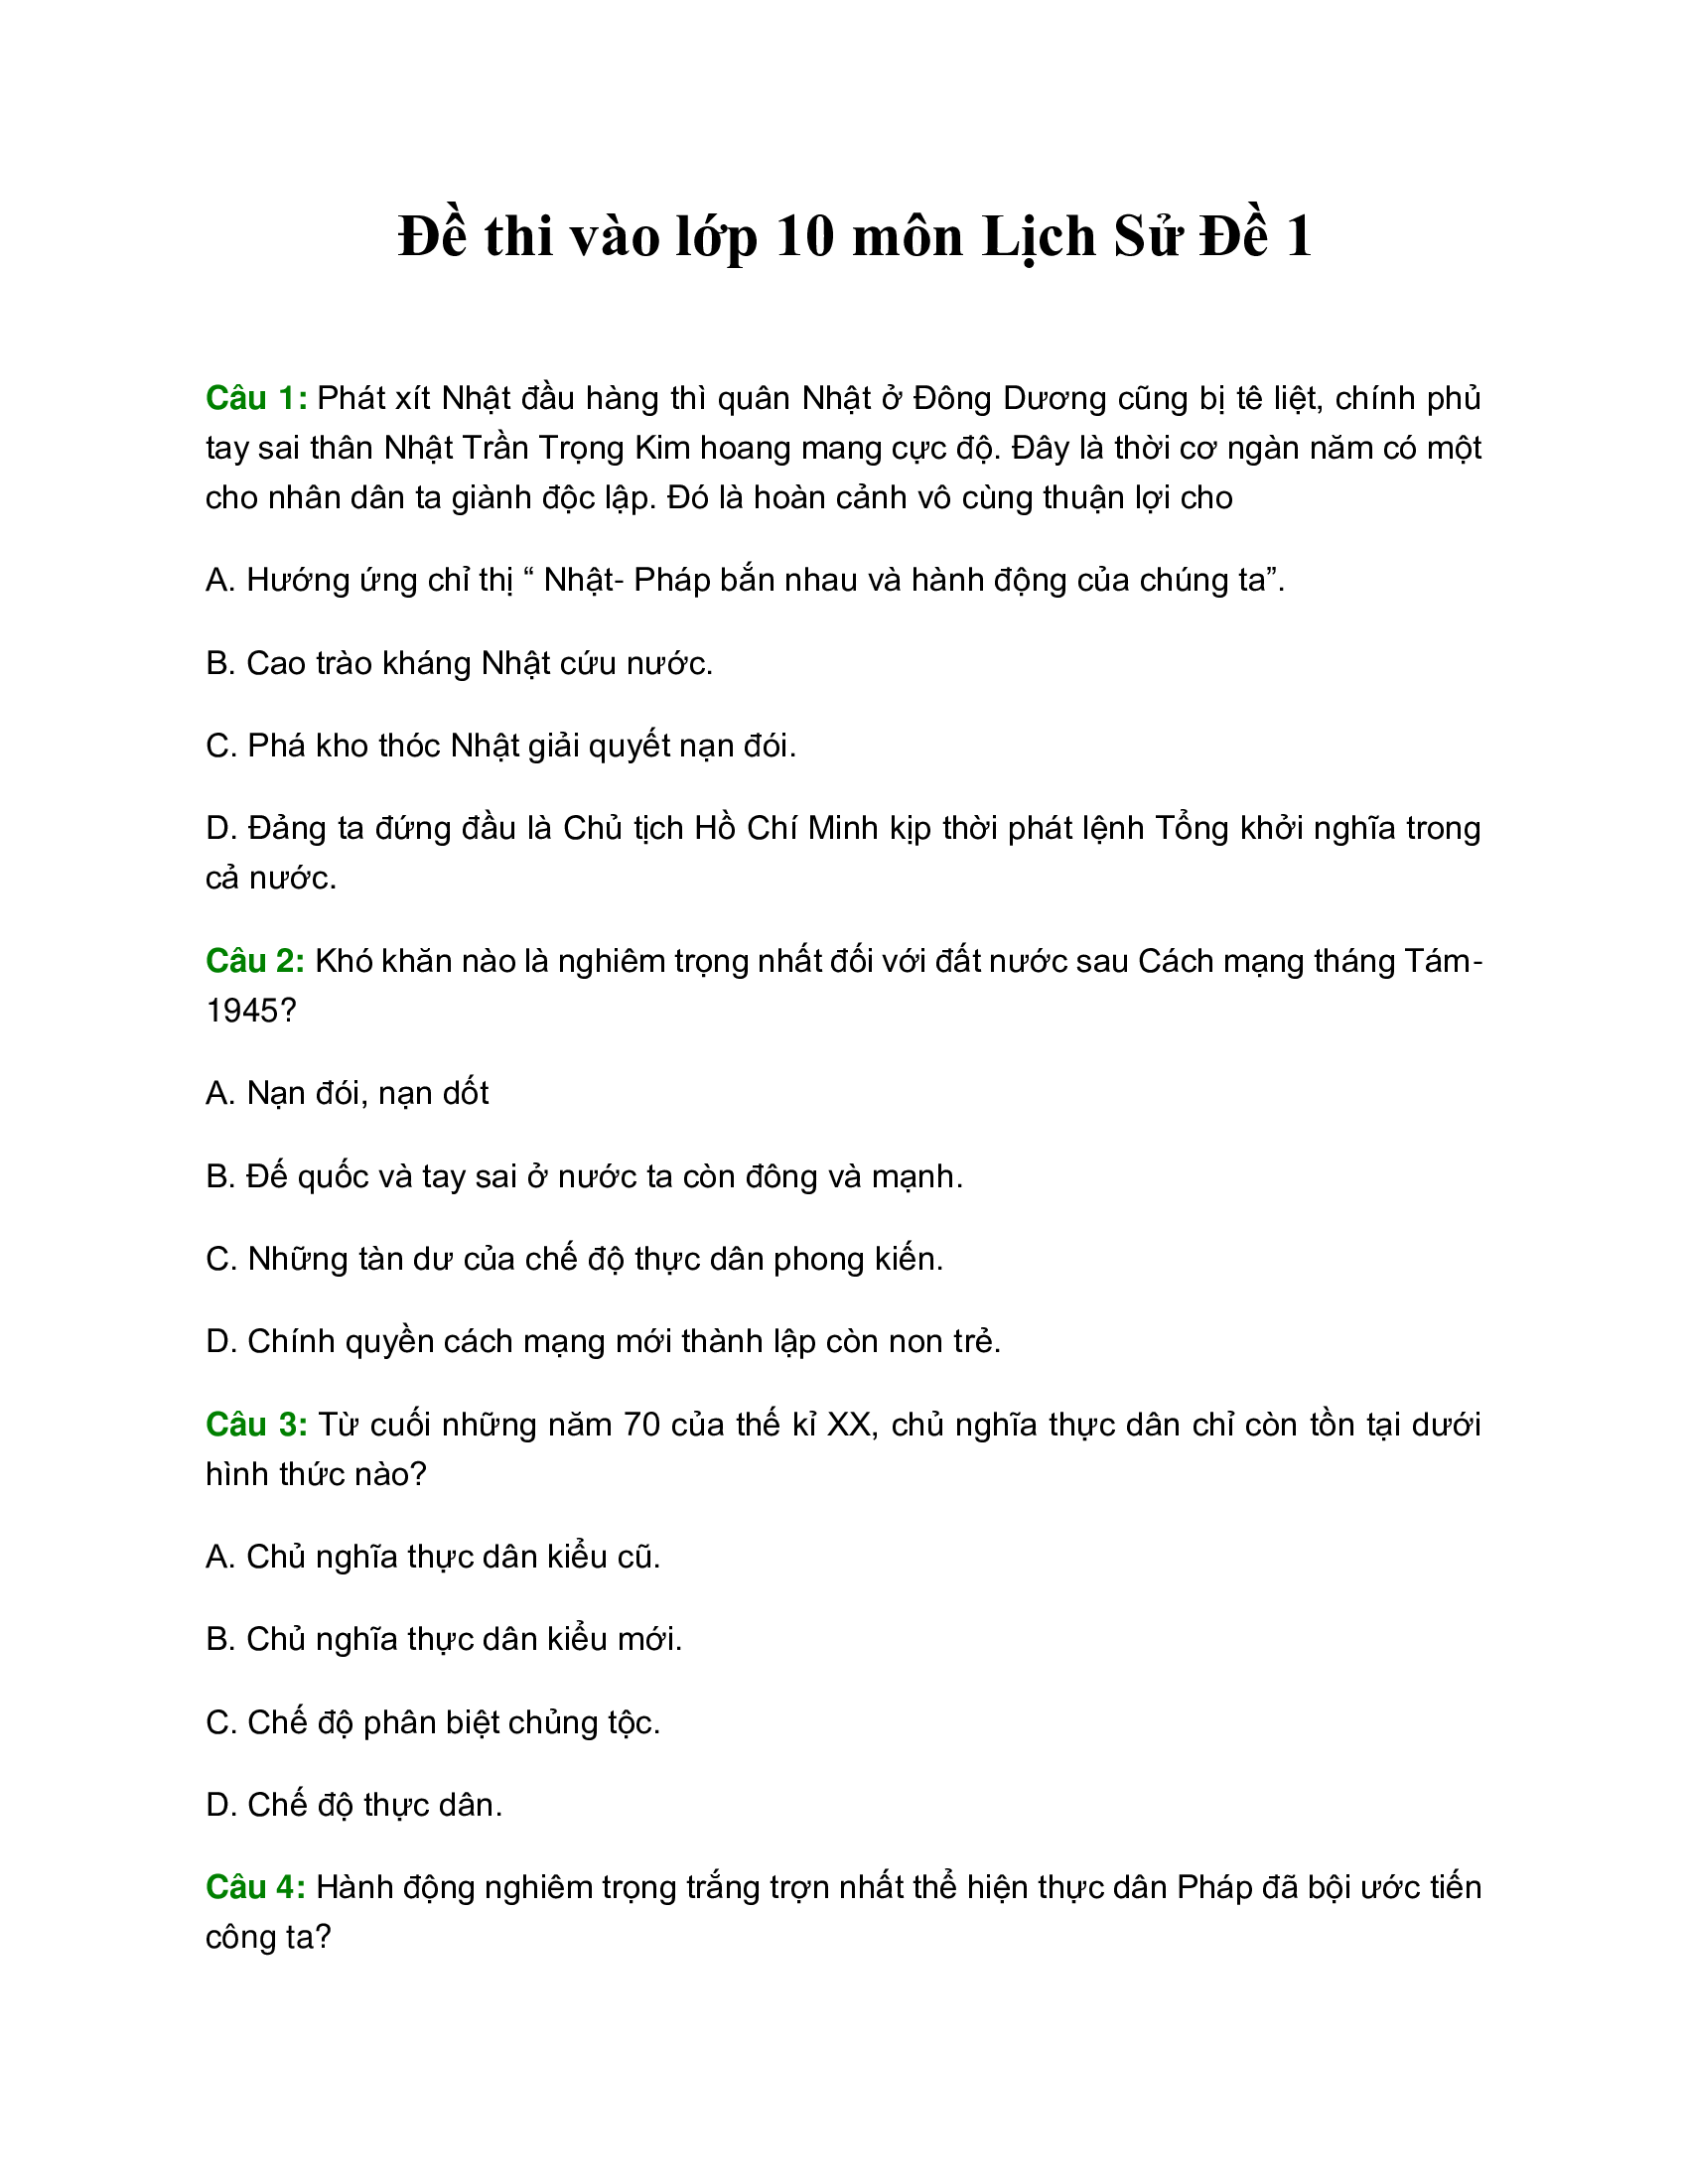 Đề thi vào lớp 10 môn Lịch Sử Đề 1
Câu 1: Phát xít Nhật đầu hàng thì quân Nhật ở Đông Dương cũng bị tê liệt, chính phủ
tay sai thân Nhật Trần Trọng Kim hoang mang cực độ. Đây là thời cơ ngàn năm có một
cho nhân dân ta giành độc lập. Đó là hoàn cảnh vô cùng thuận lợi cho
A. Hướng ứng chỉ thị “ Nhật- Pháp bắn nhau và hành động của chúng ta”.
B. Cao trào kháng Nhật cứu nước.
C. Phá kho thóc Nhật giải quyết nạn đói.
D. Đảng ta đứng đầu là Chủ tịch Hồ Chí Minh kịp thời phát lệnh Tổng khởi nghĩa trong
cả nước.
Câu 2: Khó khăn nào là nghiêm trọng nhất đối với đất nước sau Cách mạng tháng Tám-
1945?
A. Nạn đói, nạn dốt
B. Đế quốc và tay sai ở nước ta còn đông và mạnh.
C. Những tàn dư của chế độ thực dân phong kiến.
D. Chính quyền cách mạng mới thành lập còn non trẻ.
Câu 3: Từ cuối những năm 70 của thế kỉ XX, chủ nghĩa thực dân chỉ còn tồn tại dưới
hình thức nào?
A. Chủ nghĩa thực dân kiểu cũ.
B. Chủ nghĩa thực dân kiểu mới.
C. Chế độ phân biệt chủng tộc.
D. Chế độ thực dân.
Câu 4: Hành động nghiêm trọng trắng trợn nhất thể hiện thực dân Pháp đã bội ước tiến
công ta?